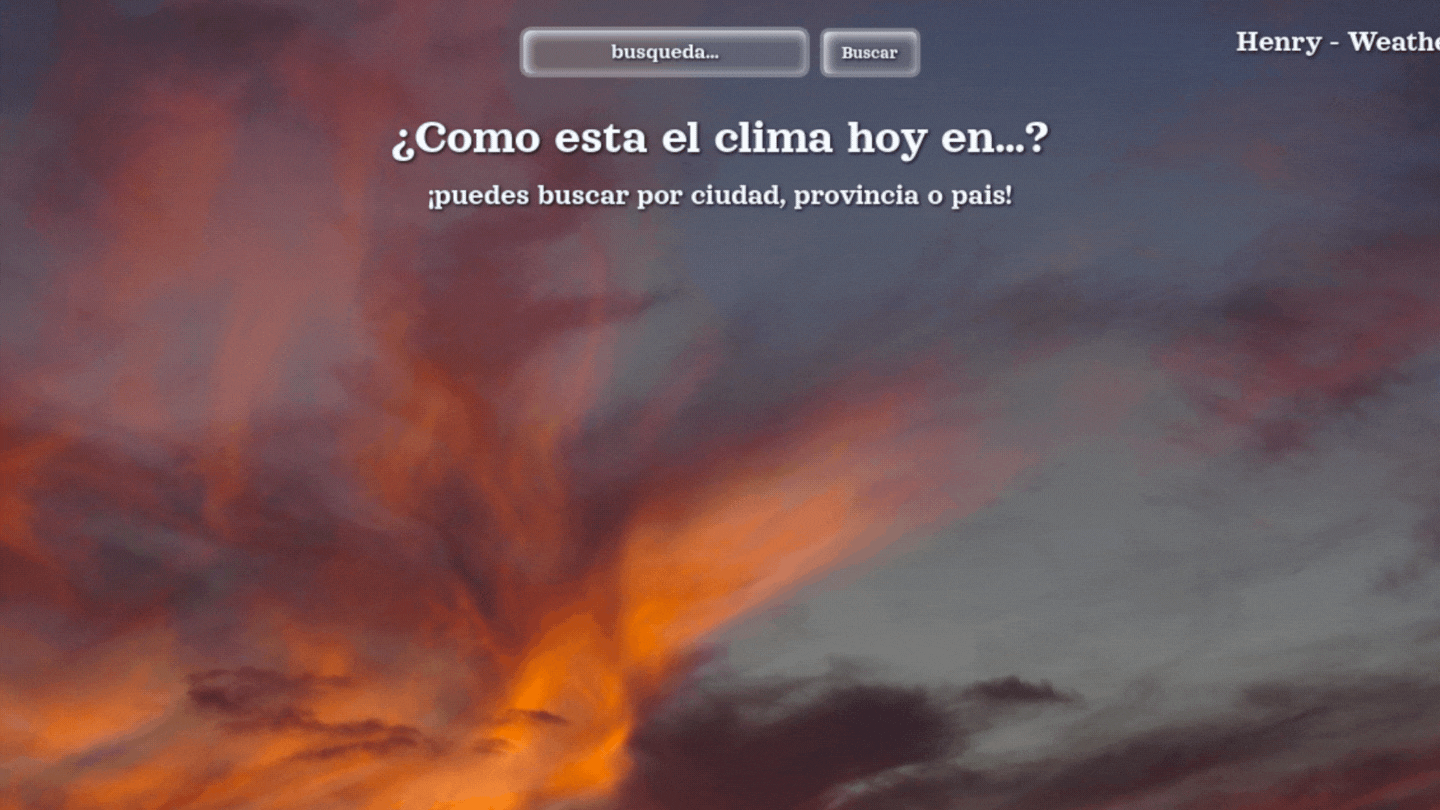 busqueda...
Buscar
Henry - Weathe
¿Como esta el clima hoy en...?
¡puedes buscar por ciudad, provincia o pais!